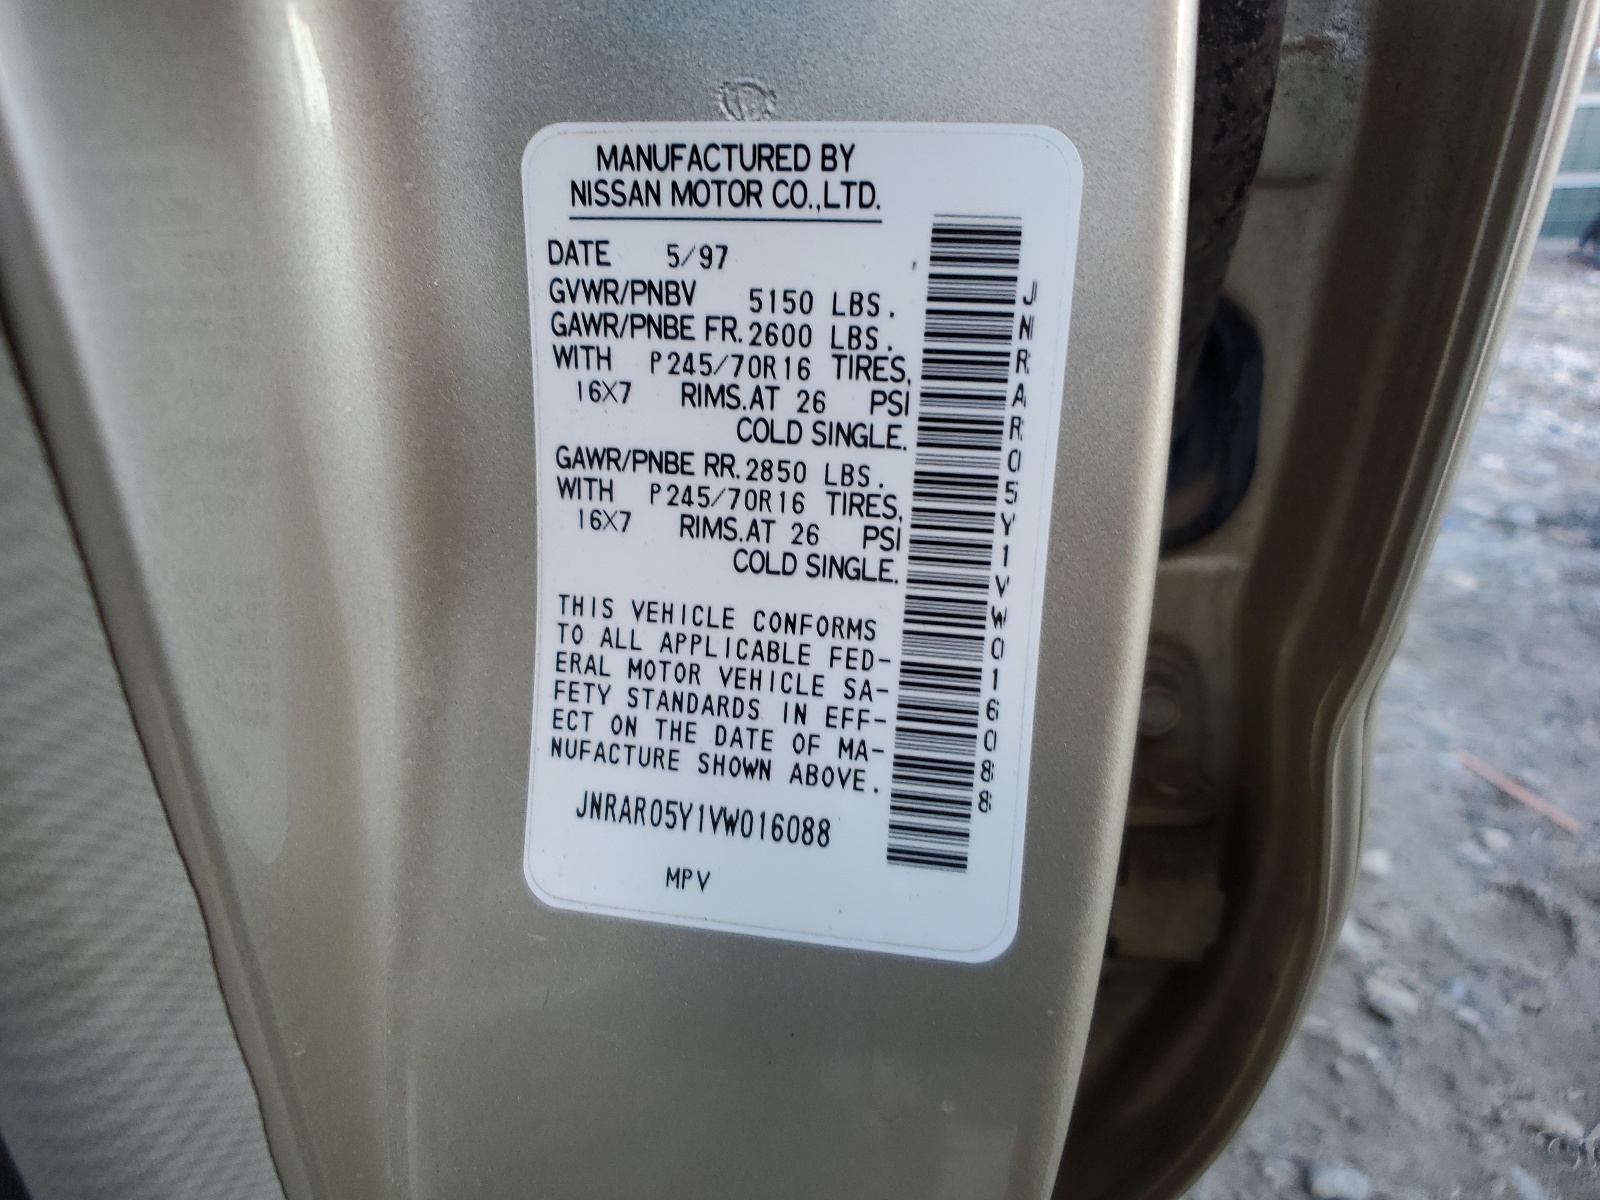 MANUFACTURED BY
NISSAN MOTOR CO.,LTD.
DATE 5/97
GVWR/PNBV 5150 LBS.
GAWR/PNBE FR. 2600 LBS.
WITH P245/70R16 TIRES,
16X7 RIMS.AT 26 PSI
COLD SINGLE.
GAWR/PNBE RR. 2850 LBS.
WITH P245/70R16 TIRES,
16X7 RIMS.AT 26 PSI
COLD SINGLE.
THIS VEHICLE CONFORMS
TO ALL APPLICABLE FED-
ERAL MOTOR VEHICLE SA-
FETY STANDARDS IN EFF-
ECT ON THE DATE OF MA-
NUFACTURE SHOWN ABOVE.
JNRAR05Y1VW016088
MPV
JNRAR05Y1VW016088